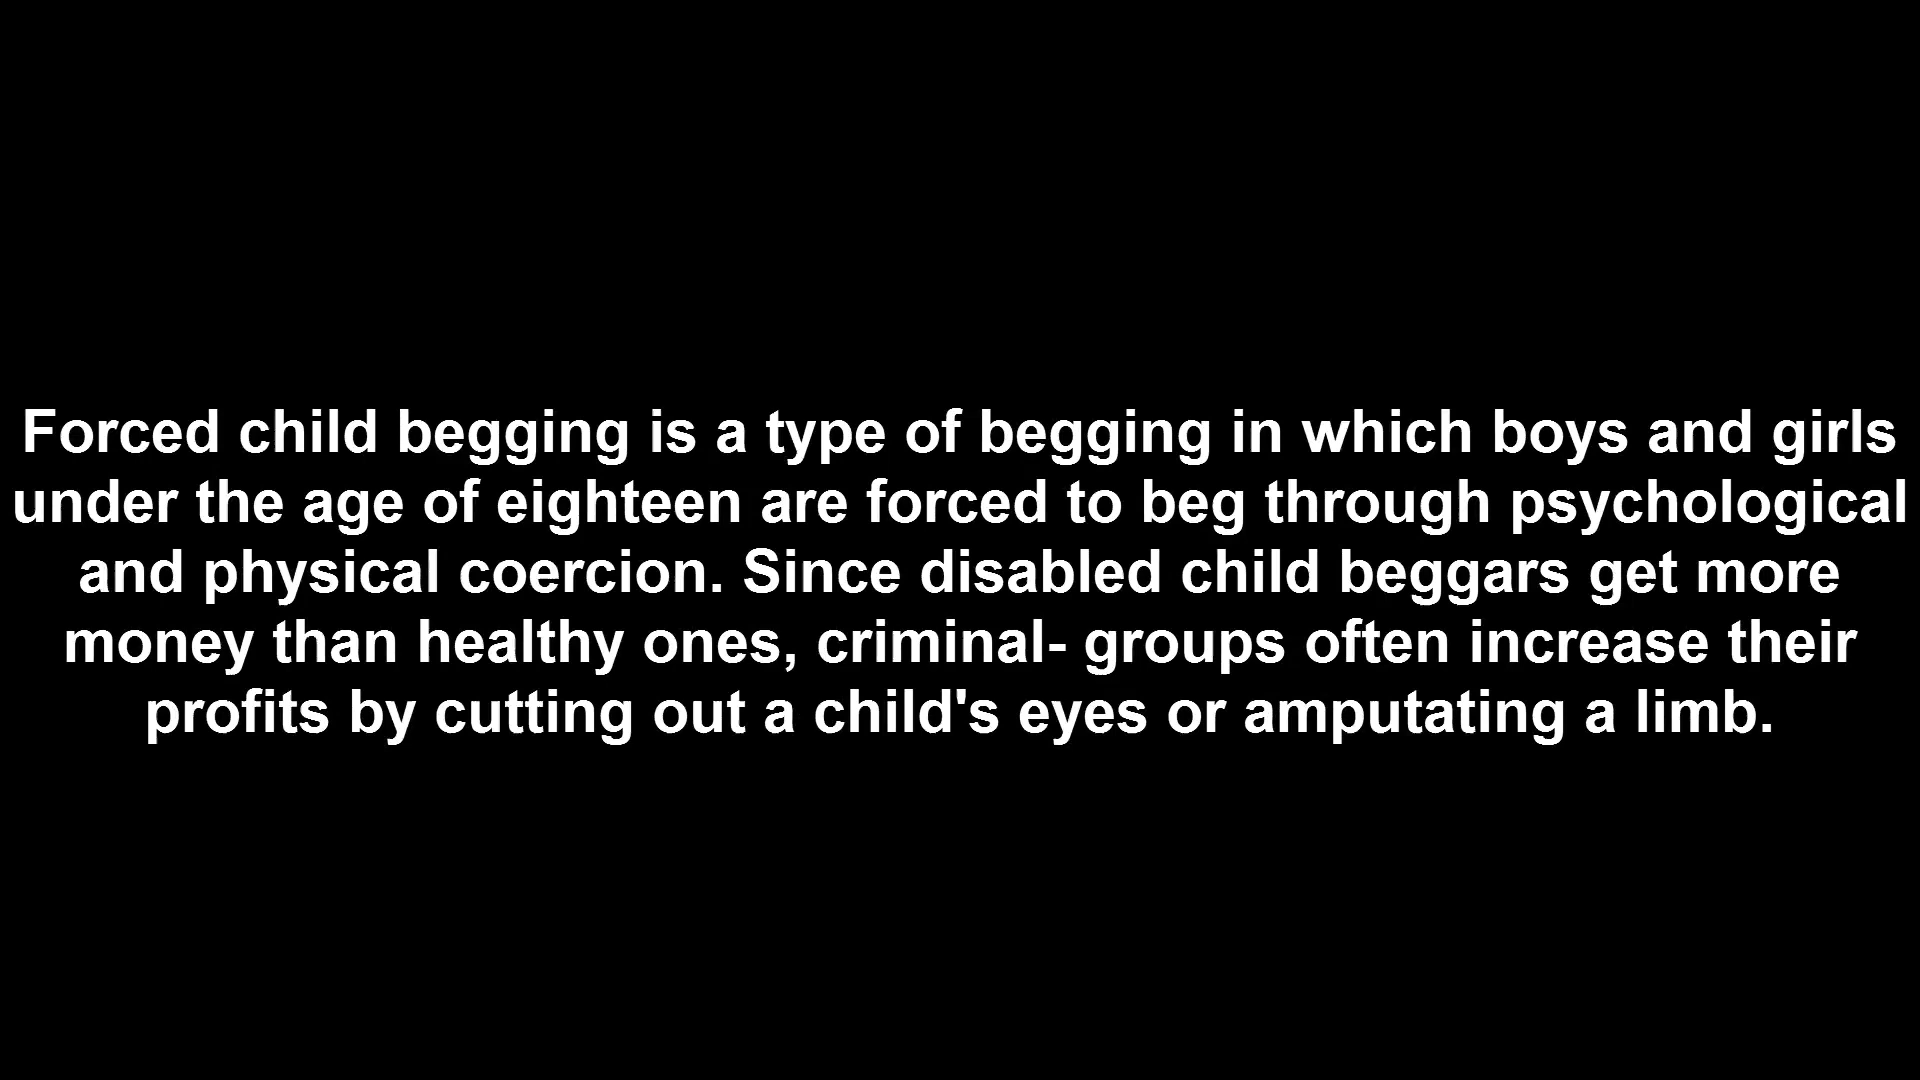 Forced child begging is a type of begging in which boys and girls
under the age of eighteen are forced to beg through psychological
and physical coercion. Since disabled child beggars get more
money than healthy ones, criminal- groups often increase their
profits by cutting out a child's eyes or amputating a limb.